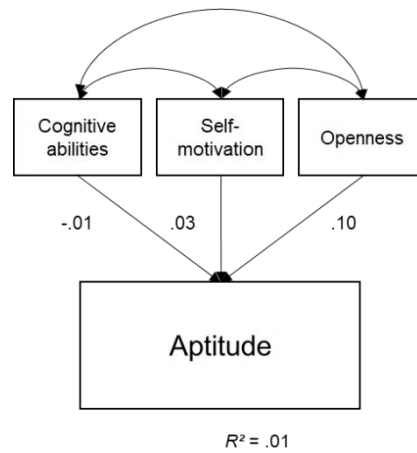 Cognitive
abilities
Self-
motivation
Openness
-.01
.03
.10
Aptitude
R² = .01